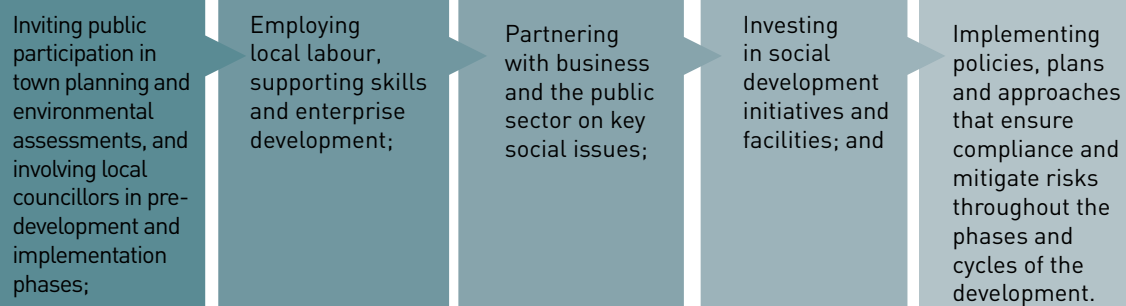 Inviting public
participation in
town planning and
environmental
assessments, and
involving local
councillors in pre-
development and
implementation
phases;
Employing
local labour,
supporting skills
and enterprise
development;
Partnering
with business
and the public
sector on key
social issues;
Investing
in social
development
initiatives and
facilities; and
Implementing
policies, plans
and approaches
that ensure
compliance and
mitigate risks
throughout the
phases and
cycles of the
development.